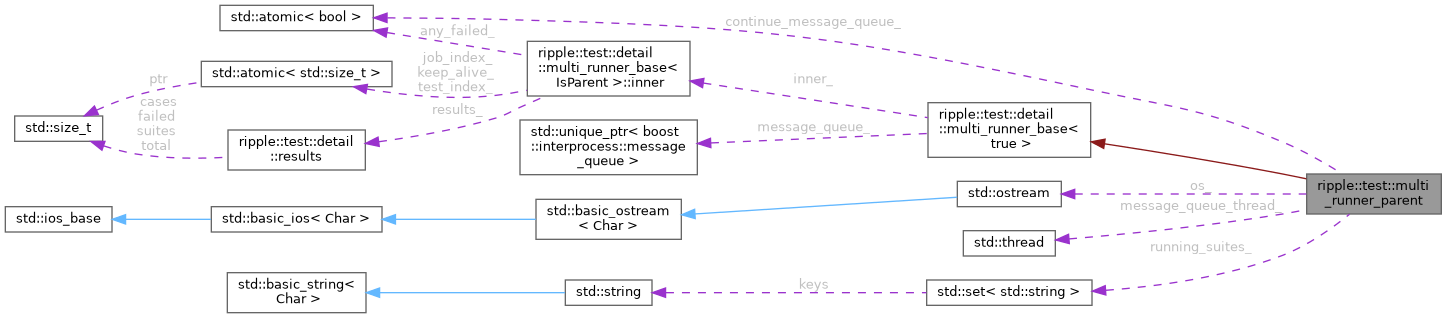 std::atomic< bool >
continue_message_queue_
any_failed_
ripple::test::detail
::multi_runner_base<
IsParent >::inner
job_index_
keep_alive_
test_index_
std::atomic< std::size_t >
ptr
inner_
cases
failed
suites
total
results_
std::size_t
ripple::test::detail
::results
std::unique_ptr< boost
::interprocess::message
_queue >
message_queue_
ripple::test::detail
::multi_runner_base<
true >
ripple::test::multi
_runner_parent
std::ostream
os_
message_queue_thread_
std::ios_base
std::basic_ios< Char >
std::basic_ostream
< Char >
std::thread
running_suites_
std::basic_string<
Char >
std::string
keys
std::set< std::string >